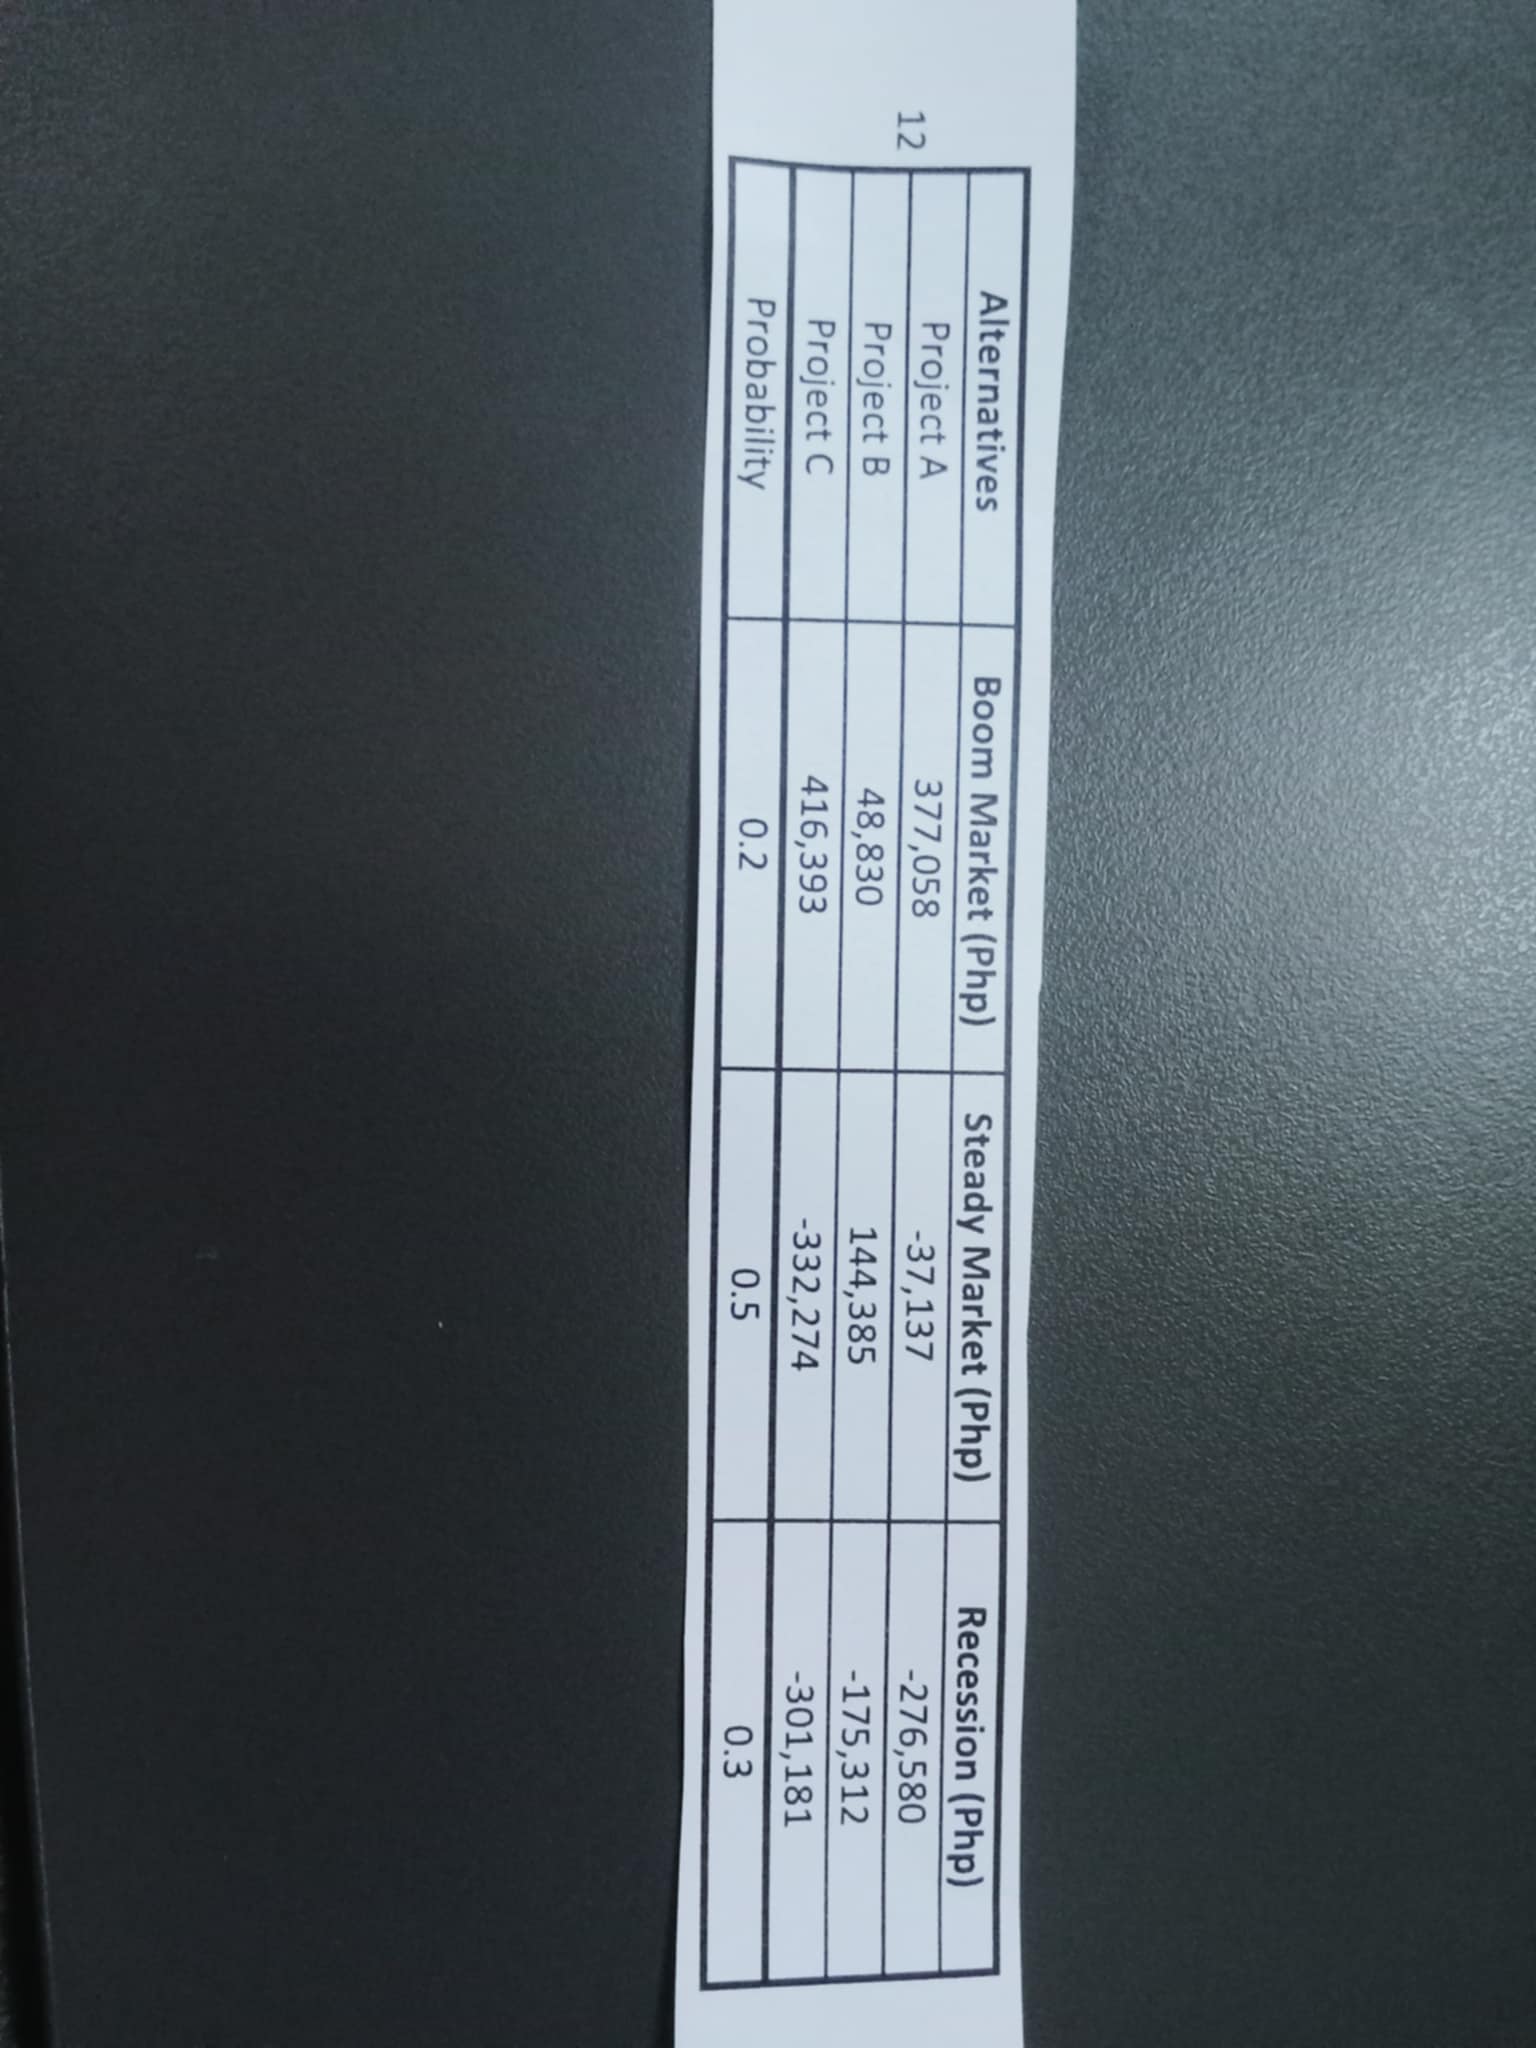 Alternatives Boom Market (Php) Steady Market (Php) Recession (Php)
12 Project A 377,058 -37,137 -276,580
Project B 48,830 144,385 -175,312
Project C 416,393 -332,274 -301,181
Probability 0.2 0.5 0.3